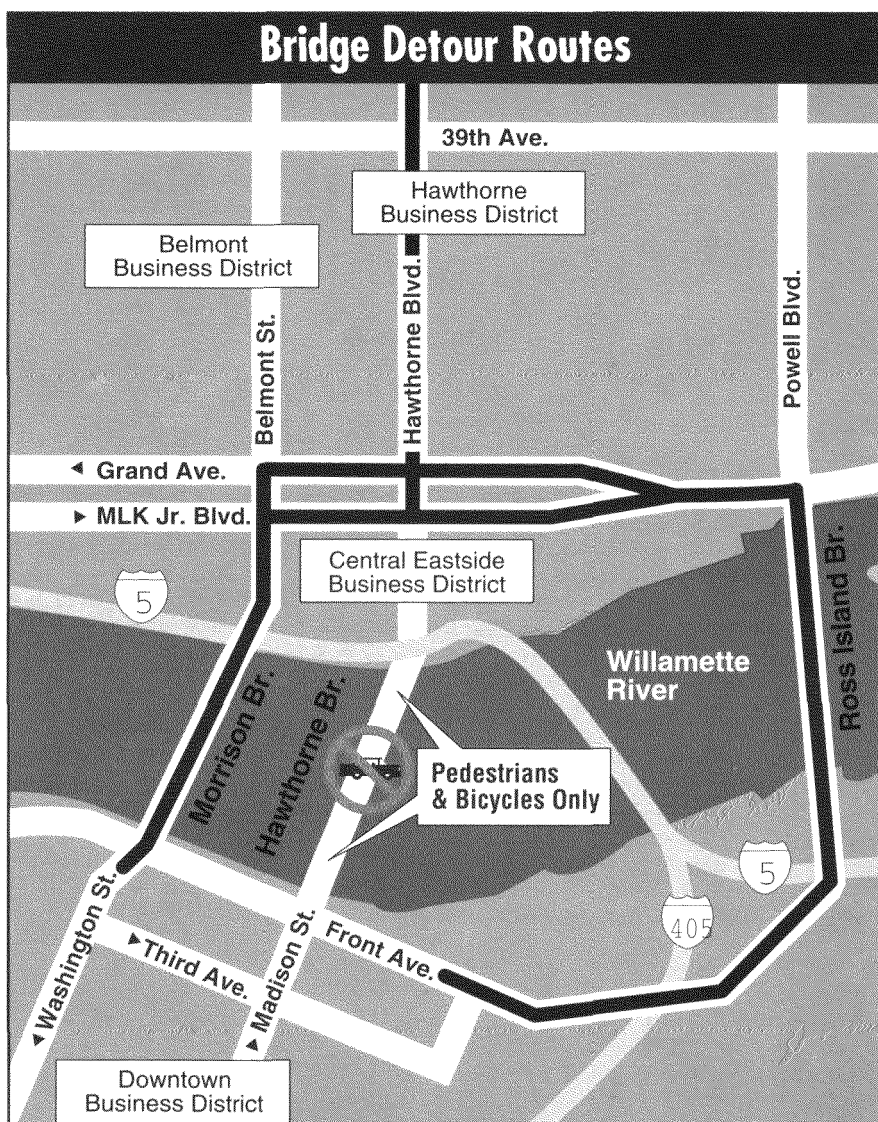 Bridge Detour Routes
39th Ave.
Hawthorne
Business District
Belmont
Business District
Belmont St.
Hawthorne Blvd.
Powell Blvd.
Grand Ave.
MLK Jr. Blvd.
Central Eastside
Business District
5
Willamette
River
Ross Island Br.
Morrison Br.
Hawthorne Br.
Pedestrians
& Bicycles Only
5
405
Washington St.
Third Ave.
Madison St.
Front Ave.
Downtown
Business District